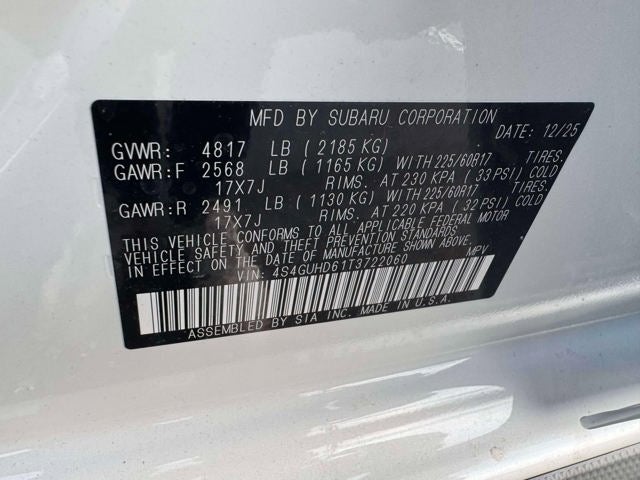 MFD BY SUBARU CORPORATION
DATE: 12/25
GVWR: 4817 LB ( 2185 KG)
GAWR:F 2568 LB ( 1165 KG) WITH 225/60R17 TIRES.
17X7J RIMS. AT 230 KPA ( 33 PSI) COLD
GAWR:R 2491 LB ( 1130 KG) WITH 225/60R17 TIRES.
17X7J RIMS. AT 220 KPA ( 32 PSI) COLD
THIS VEHICLE CONFORMS TO ALL APPLICABLE FEDERAL MOTOR
VEHICLE SAFETY AND THEFT PREVENTION STANDARDS
IN EFFECT ON THE DATE OF MANUFACTURE SHOWN ABOVE.
VIN: 4S4GUHD61T3722060 MPV
ASSEMBLED BY SIA INC. MADE IN U.S.A.